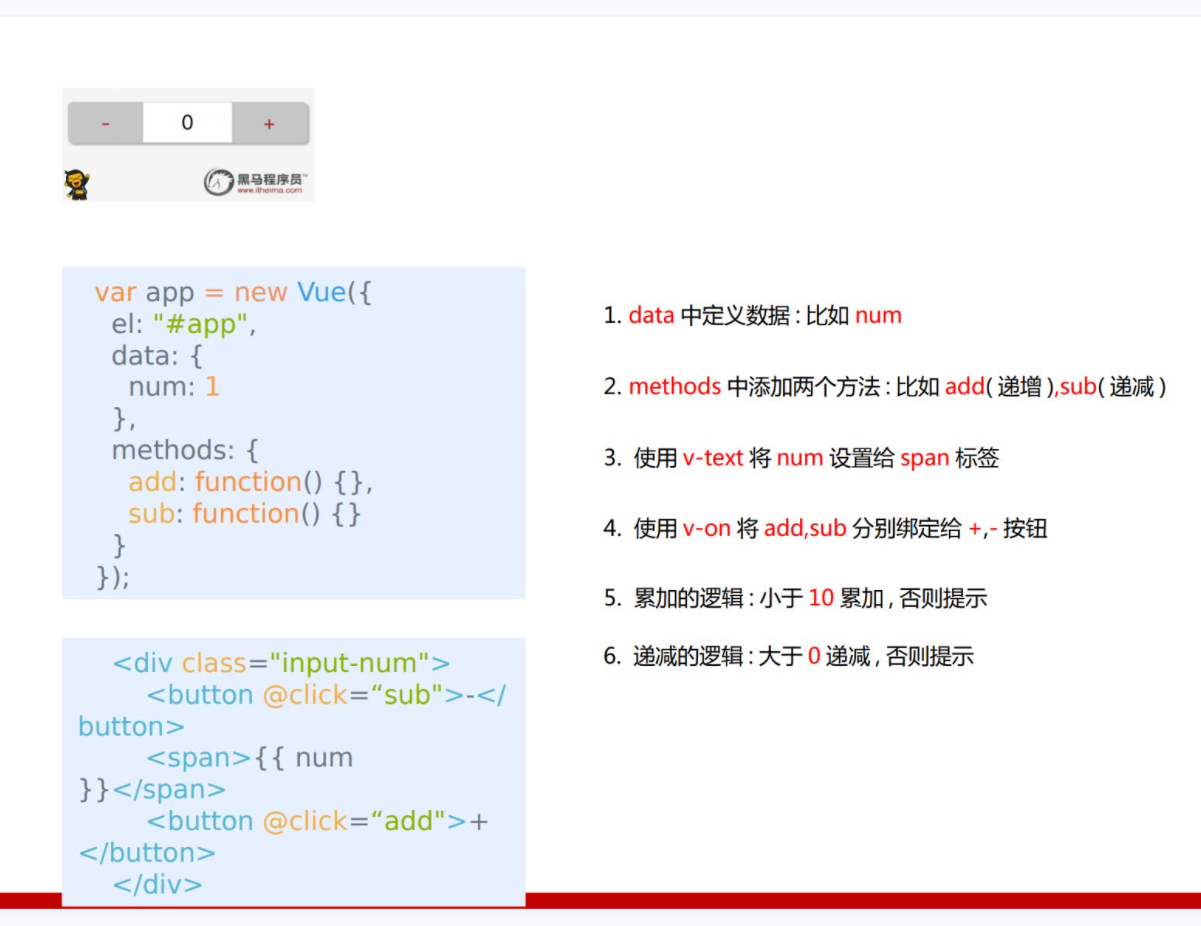 - 0 +
黑马程序员™
www.itheima.com
var app = new Vue({
el: "#app",
data: {
num: 1
},
methods: {
add: function() {},
sub: function() {}
}
});
<div class="input-num">
<button @click=“sub">-</
button>
<span>{{ num
}}</span>
<button @click=“add">+
</button>
</div>
1. data 中定义数据 : 比如 num
2. methods 中添加两个方法 : 比如 add( 递增 ),sub( 递减 )
3. 使用 v-text 将 num 设置给 span 标签
4. 使用 v-on 将 add,sub 分别绑定给 +,- 按钮
5. 累加的逻辑 : 小于 10 累加 , 否则提示
6. 递减的逻辑 : 大于 0 递减 , 否则提示